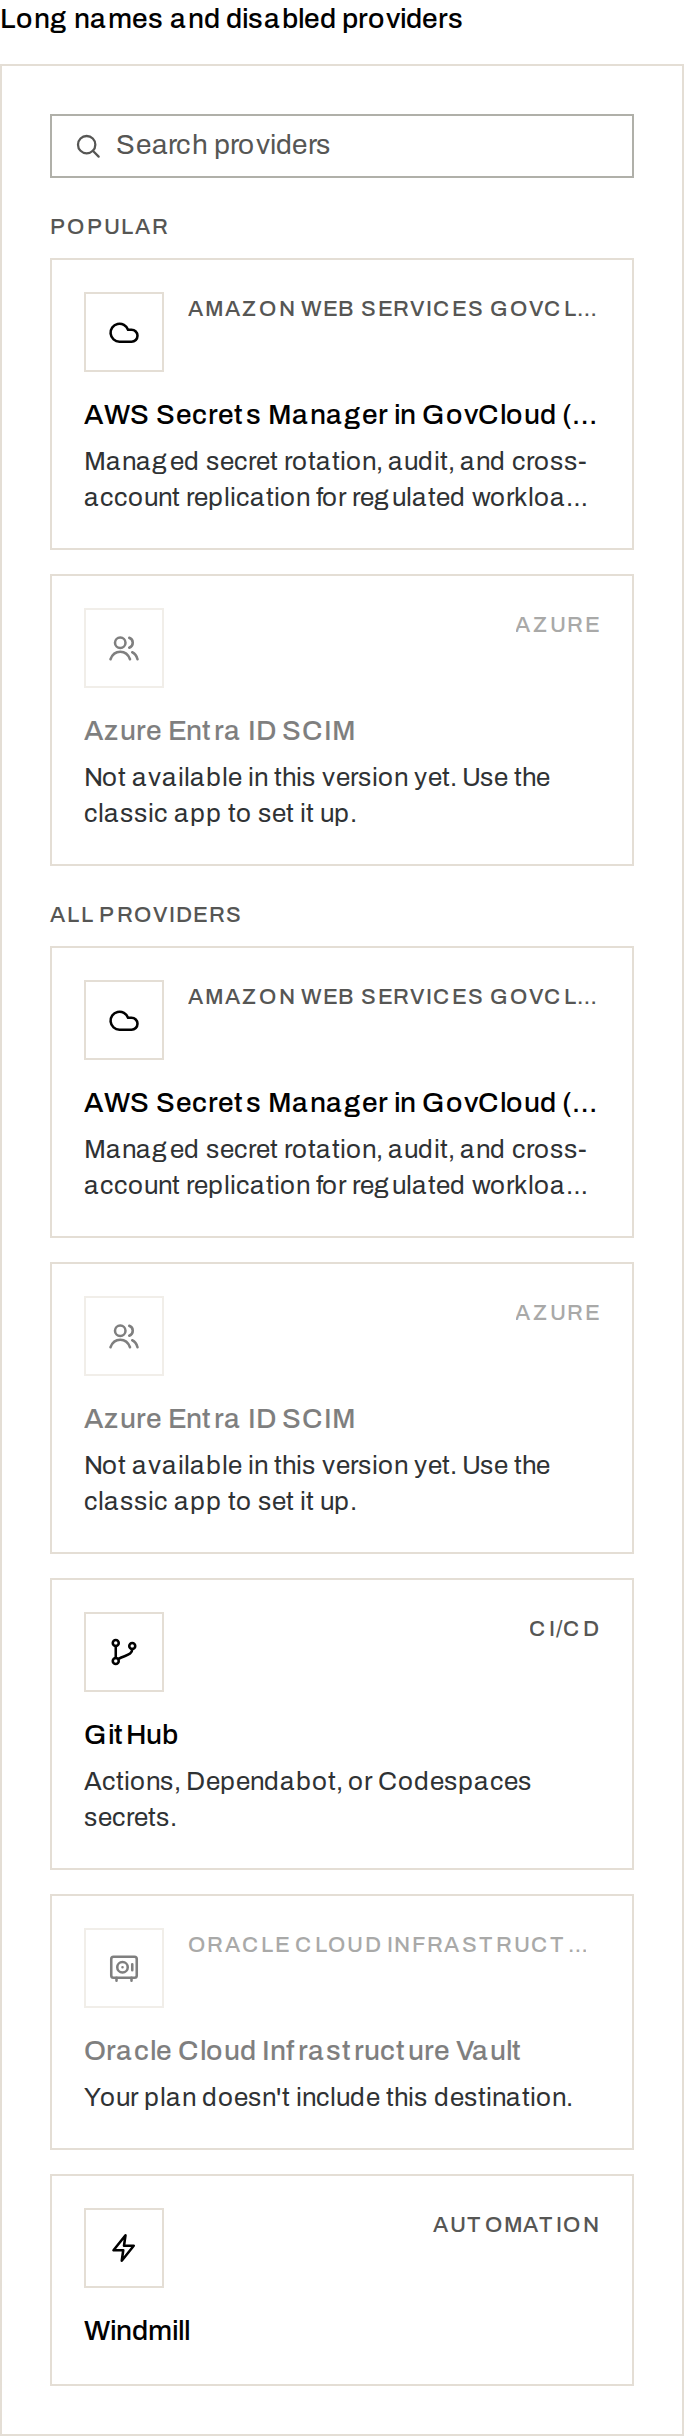 Long names and disabled providers
Search providers
POPULAR
AMAZON WEB SERVICES GOVCL...
AWS Secrets Manager in GovCloud (...
Managed secret rotation, audit, and cross-
account replication for regulated workloa...
AZURE
Azure Entra ID SCIM
Not available in this version yet. Use the
classic app to set it up.
ALL PROVIDERS
AMAZON WEB SERVICES GOVCL...
AWS Secrets Manager in GovCloud (...
Managed secret rotation, audit, and cross-
account replication for regulated workloa...
AZURE
Azure Entra ID SCIM
Not available in this version yet. Use the
classic app to set it up.
CI/CD
GitHub
Actions, Dependabot, or Codespaces
secrets.
ORACLE CLOUD INFRASTRUCT...
Oracle Cloud Infrastructure Vault
Your plan doesn't include this destination.
AUTOMATION
Windmill